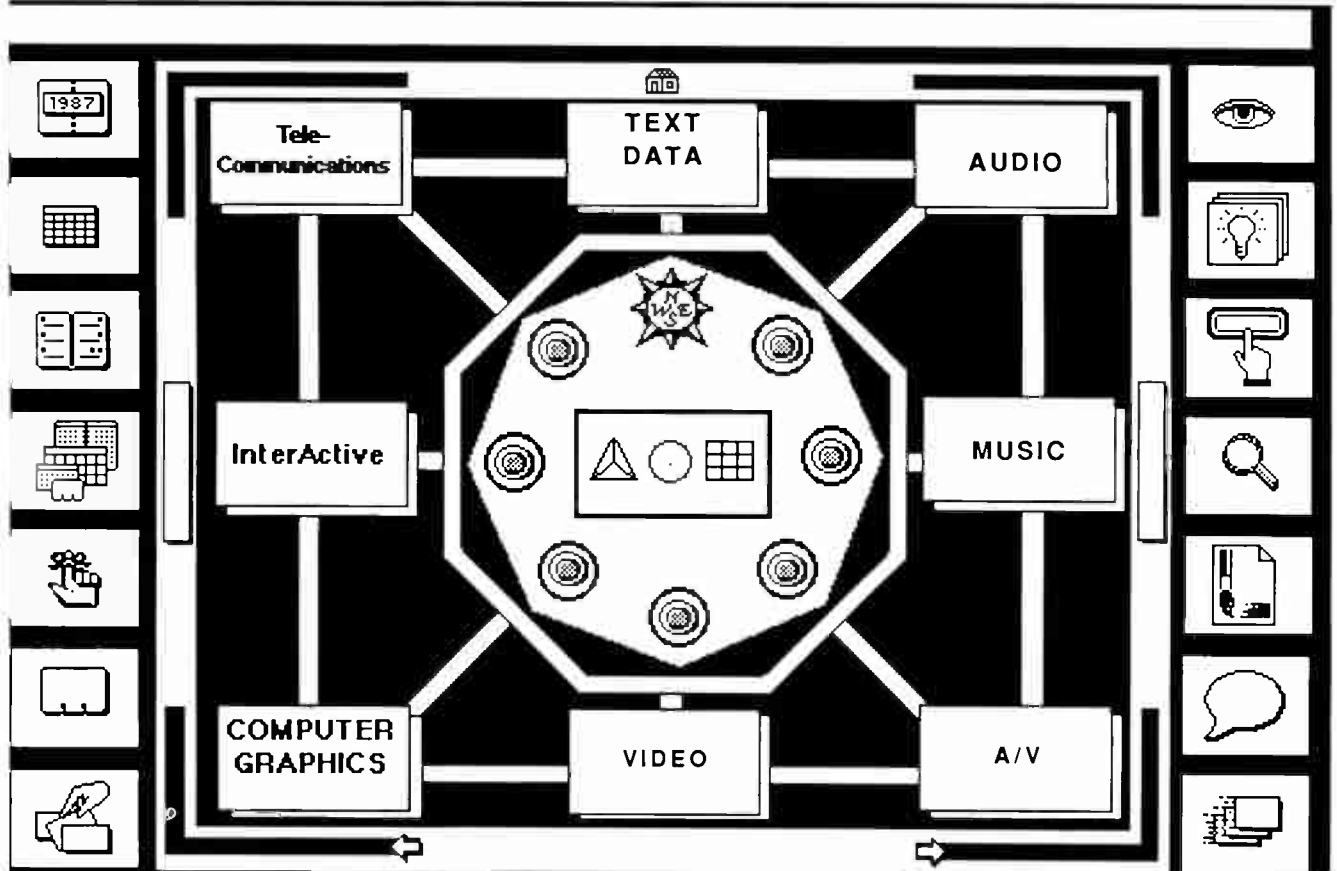 1987
Tele-
Communications
TEXT
DATA
AUDIO
N
W E
S
InterActive
MUSIC
COMPUTER
GRAPHICS
VIDEO
A/V